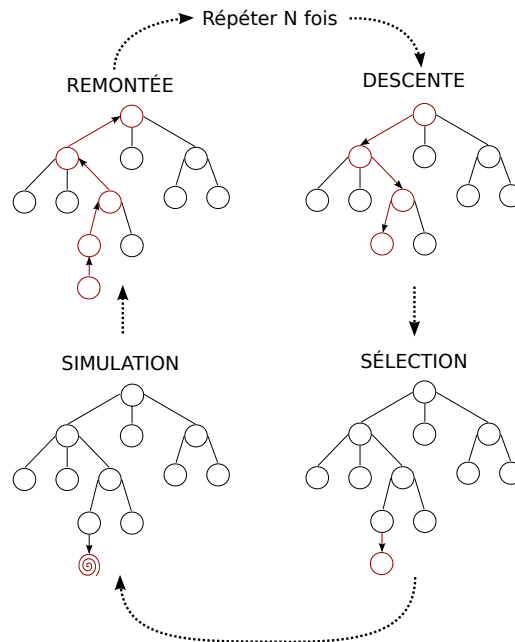 Répéter N fois
REMONTÉE
DESCENTE
SIMULATION
SÉLECTION